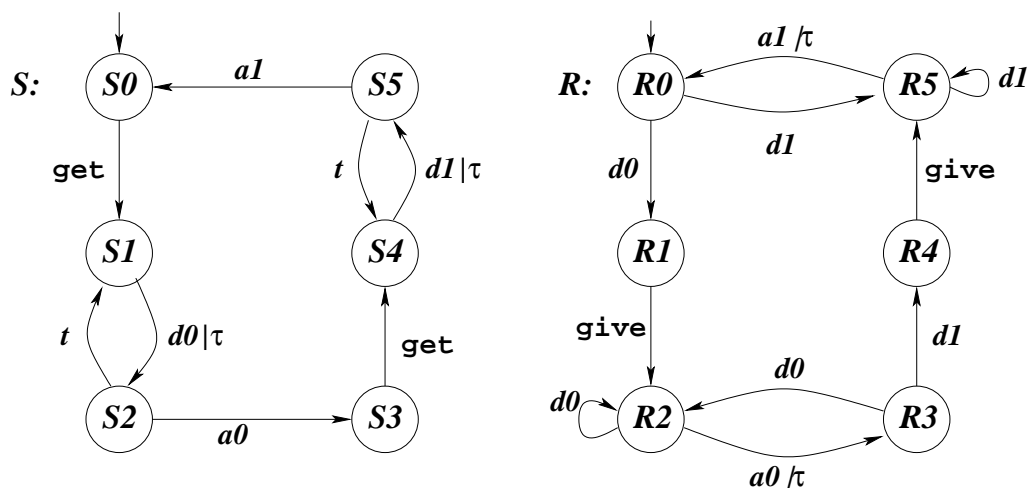 S: S0 a1 S5 R: R0 a1/τ R5 d1
d1
get t d1|τ d0 give
S1 S4 R1 R4
t d0|τ get give d1
d0
S2 a0 S3 d0 R2 R3
a0/τ